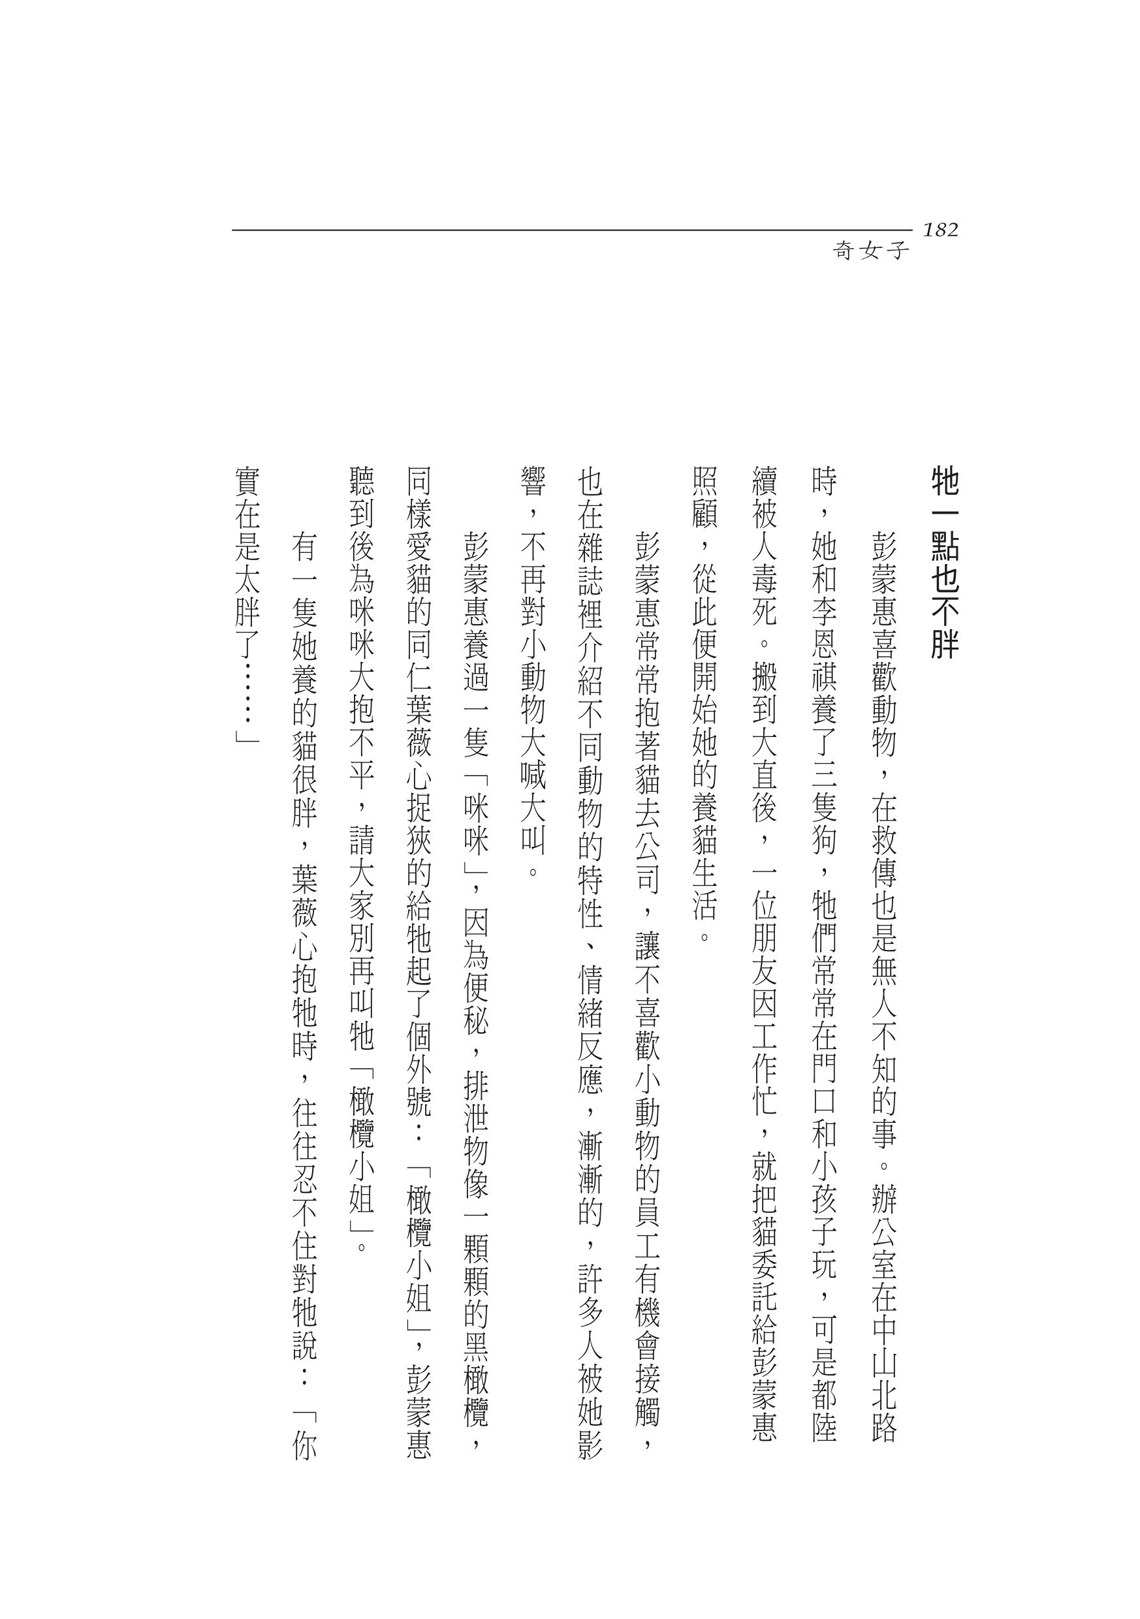 182
奇女子
牠一點也不胖
彭蒙惠喜歡動物，在救傳也是無人不知的事。辦公室在中山北路
時，她和李恩祺養了三隻狗，牠們常常在門口和小孩子玩，可是都陸
續被人毒死。搬到大直後，一位朋友因工作忙，就把貓委託給彭蒙惠
照顧，從此便開始她的養貓生活。
彭蒙惠常常抱著貓去公司，讓不喜歡小動物的員工有機會接觸，
也在雜誌裡介紹不同動物的特性、情緒反應，漸漸的，許多人被她影
響，不再對小動物大喊大叫。
彭蒙惠養過一隻「咪咪」，因為便秘，排泄物像一顆顆的黑橄欖，
同樣愛貓的同仁葉薇心捉狹的給牠起了個外號：「橄欖小姐」，彭蒙惠
聽到後為咪咪大抱不平，請大家別再叫牠「橄欖小姐」。
有一隻她養的貓很胖，葉薇心抱牠時，往往忍不住對牠說：「你
實在是太胖了……」